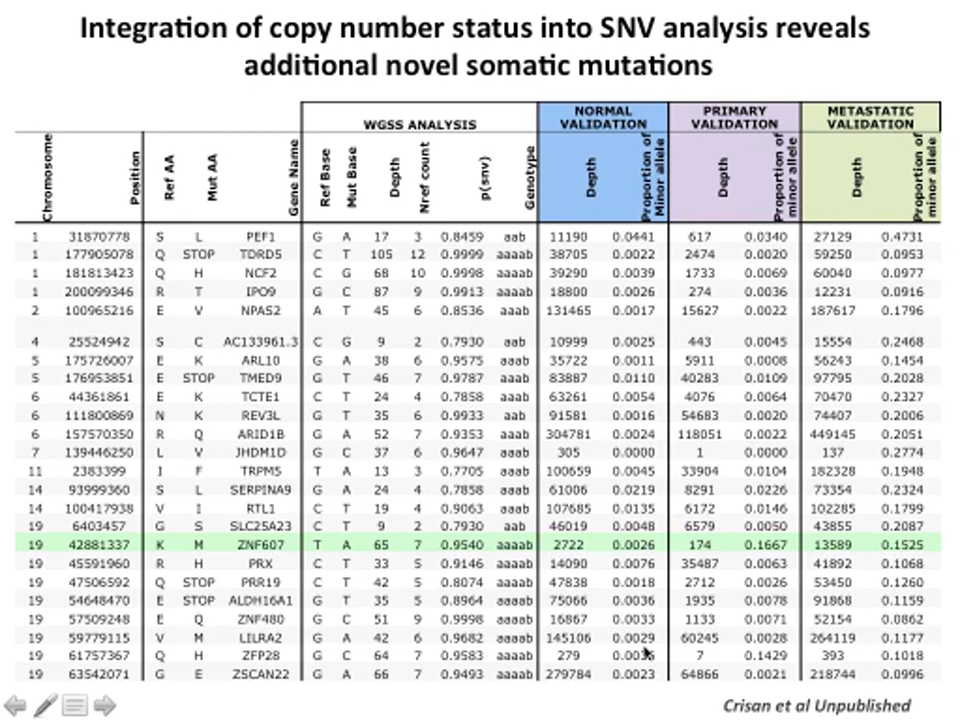 Integration of copy number status into SNV analysis reveals
additional novel somatic mutations
WGSS ANALYSIS NORMAL VALIDATION PRIMARY VALIDATION METASTATIC VALIDATION
Chromosome Position Ref AA Mut AA Gene Name Ref Base Mut Base Depth Nref count p(snv) Genotype Depth Proportion of Minor allele Depth Proportion of minor allele Depth Proportion of minor allele
1 31870778 S L PEF1 G A 17 3 0.8459 aab 11190 0.0441 617 0.0340 27129 0.4731
1 177905078 Q STOP TDRD5 C T 105 12 0.9999 aaaab 38705 0.0022 2474 0.0020 59250 0.0953
1 181813423 Q H NCF2 C G 68 10 0.9998 aaaab 39290 0.0039 1733 0.0069 60040 0.0977
1 200099346 R T IPO9 G C 87 9 0.9913 aaaab 18800 0.0026 274 0.0036 12231 0.0916
2 100965216 E V NPAS2 A T 45 6 0.8536 aaab 131465 0.0017 15627 0.0022 187617 0.1796
4 25524942 S C AC133961.3 C G 9 2 0.7930 aab 10999 0.0025 443 0.0045 15554 0.2468
5 175726007 E K ARL10 G A 38 6 0.9575 aaab 35722 0.0011 5911 0.0008 56243 0.1454
5 176953851 E STOP TMED9 G T 46 7 0.9787 aaab 83887 0.0110 40283 0.0109 97795 0.2028
6 44361861 E K TCTE1 C T 24 4 0.7858 aaab 63261 0.0054 4076 0.0064 70470 0.2327
6 111800869 N K REV3L G T 35 6 0.9933 aab 91581 0.0016 54683 0.0020 74407 0.2006
6 157570350 R Q ARID1B G A 52 7 0.9353 aaab 304781 0.0024 118051 0.0022 449145 0.2051
7 139446250 L V JHDM1D G C 37 6 0.9647 aaab 305 0.0000 1 0.0000 137 0.2774
11 2383399 I F TRPM5 T A 13 3 0.7705 aaab 100659 0.0045 33904 0.0104 182328 0.1948
14 93999360 S L SERPINA9 G A 24 4 0.7858 aaab 61006 0.0219 8291 0.0226 73354 0.2324
14 100417938 V I RTL1 C T 19 4 0.9063 aaab 107685 0.0135 6172 0.0146 102285 0.1799
19 6403457 G S SLC25A23 C T 9 2 0.7930 aab 46019 0.0048 6579 0.0050 43855 0.2087
19 42881337 K M ZNF607 T A 65 7 0.9540 aaaab 2722 0.0026 174 0.1667 13589 0.1525
19 45591960 R H PRX C T 33 5 0.9146 aaaab 14090 0.0076 35487 0.0063 41892 0.1068
19 47506592 Q STOP PRR19 C T 42 5 0.8074 aaaab 47838 0.0018 2712 0.0026 53450 0.1260
19 54648470 E STOP ALDH16A1 G T 35 5 0.8964 aaaab 75066 0.0036 1935 0.0078 91868 0.1159
19 57509248 E Q ZNF480 G C 51 9 0.9998 aaaab 16867 0.0033 1133 0.0071 52154 0.0862
19 59779115 V M LILRA2 G A 42 6 0.9682 aaaab 145106 0.0029 60245 0.0028 264119 0.1177
19 61757367 Q H ZFP28 G C 64 7 0.9583 aaaab 279 7 0.1429 393 0.1018
19 63542071 G E ZSCAN22 G A 66 7 0.9493 aaaab 279784 0.0023 64866 0.0021 218744 0.0996
Crisan et al Unpublished